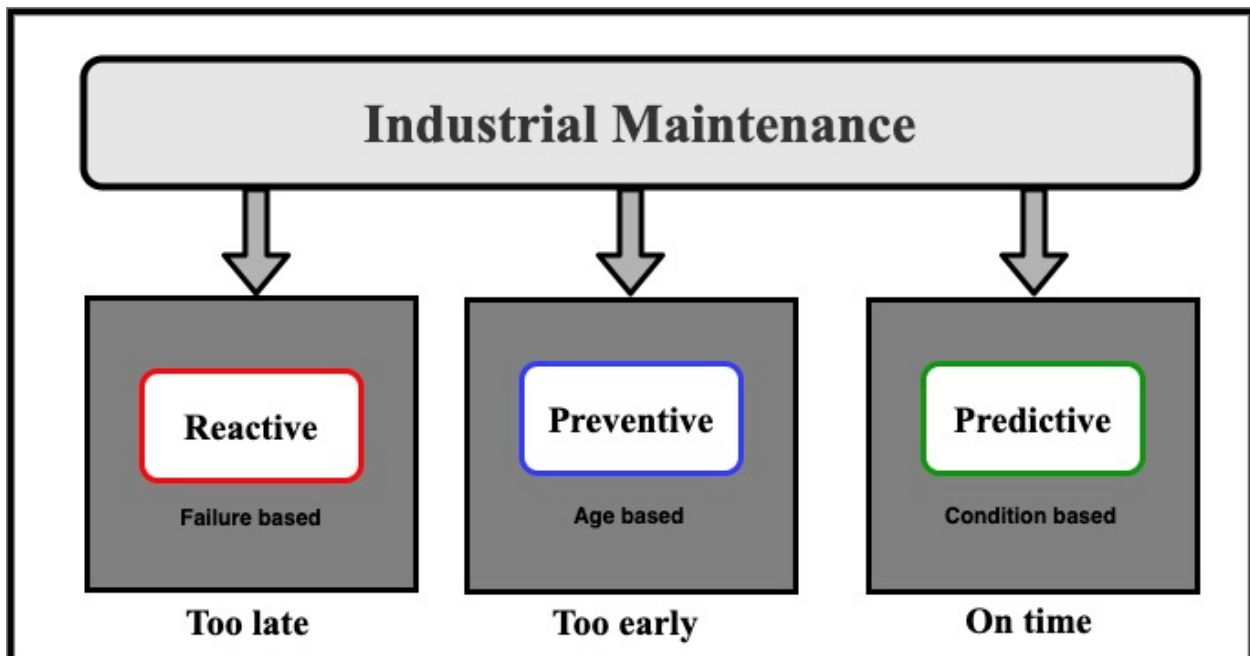 Industrial Maintenance
Reactive
Failure based
Too late
Preventive
Age based
Too early
Predictive
Condition based
On time